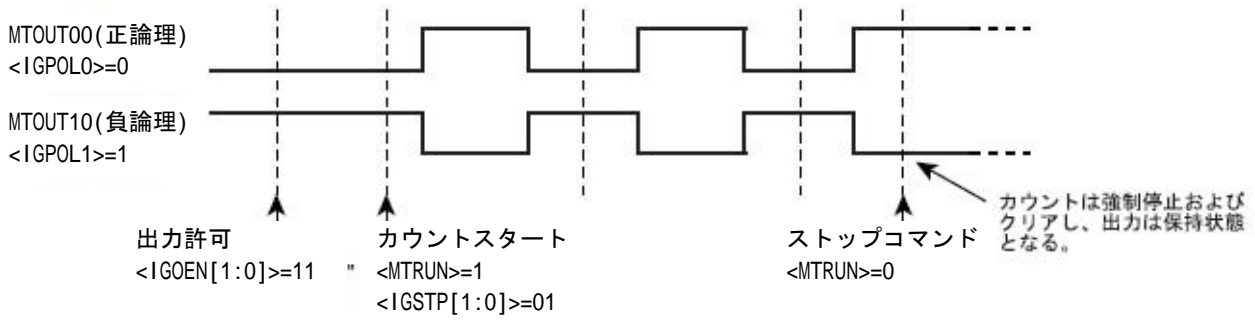 MTOUT00(正論理)
<IGPOL0>=0
MTOUT10(負論理)
<IGPOL1>=1
カウントは強制停止および
クリアし、出力は保持状態
となる。
出力許可
<IGOEN[1:0]>=11 "
カウントスタート
<MTRUN>=1
<IGSTP[1:0]>=01
ストップコマンド
<MTRUN>=0